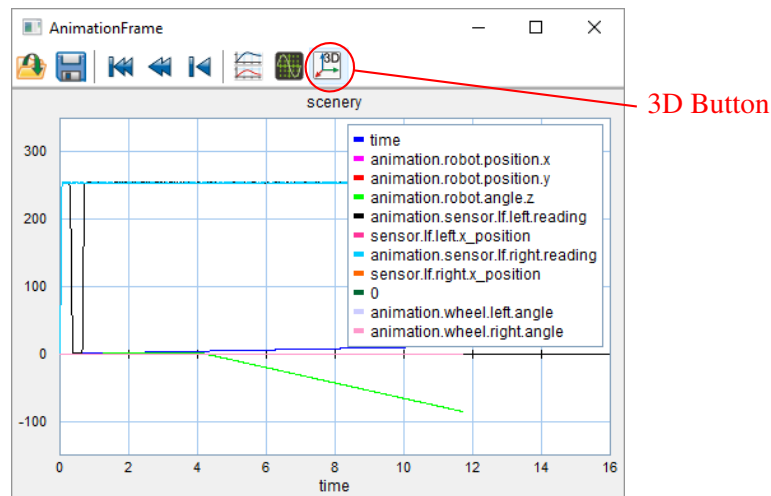 AnimationFrame
3D
3D Button
scenery
300
200
100
0
-100
time
animation.robot.position.x
animation.robot.position.y
animation.robot.angle.z
animation.sensor.lf.left.reading
sensor.lf.left.x_position
animation.sensor.lf.right.reading
sensor.lf.right.x_position
0
animation.wheel.left.angle
animation.wheel.right.angle
0 2 4 6 8 10 12 14 16
time